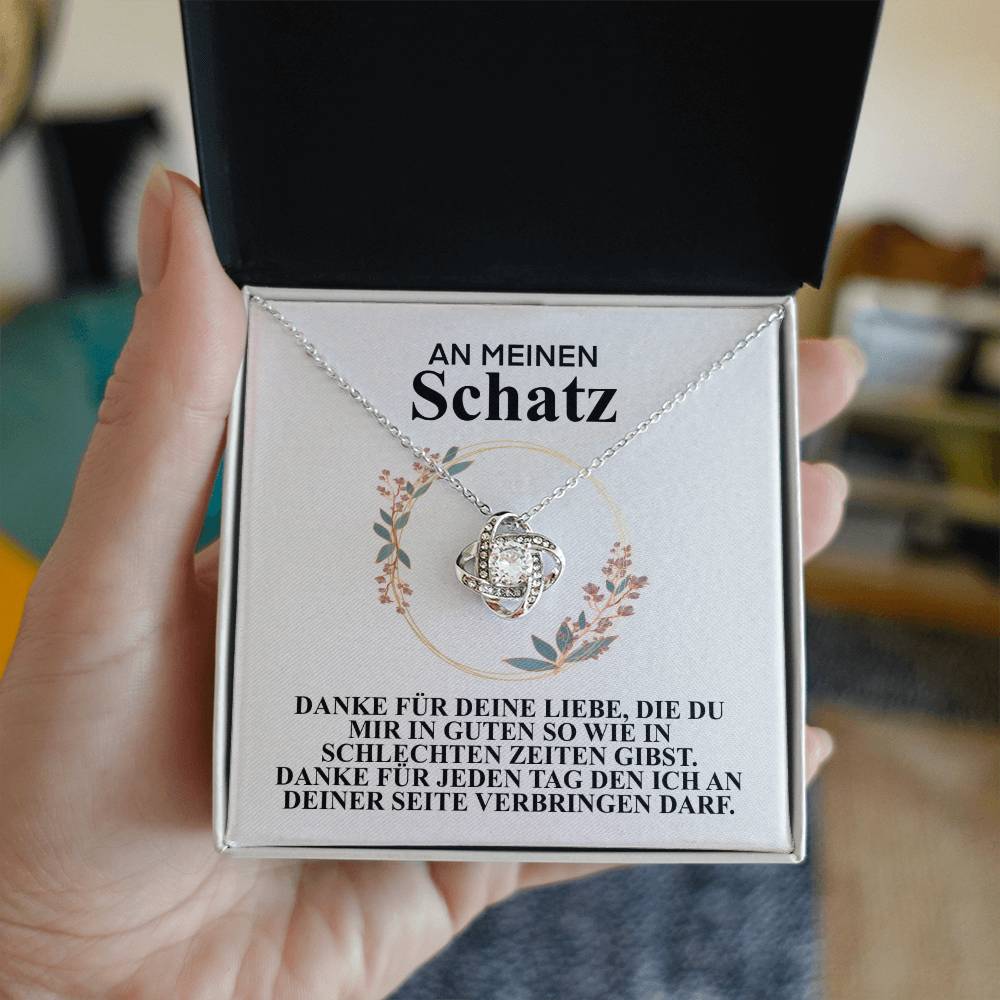 AN MEINEN
Schatz
DANKE FÜR DEINE LIEBE, DIE DU
MIR IN GUTEN SO WIE IN
SCHLECHTEN ZEITEN GIBST.
DANKE FÜR JEDEN TAG DEN ICH AN
DEINER SEITE VERBRINGEN DARF.